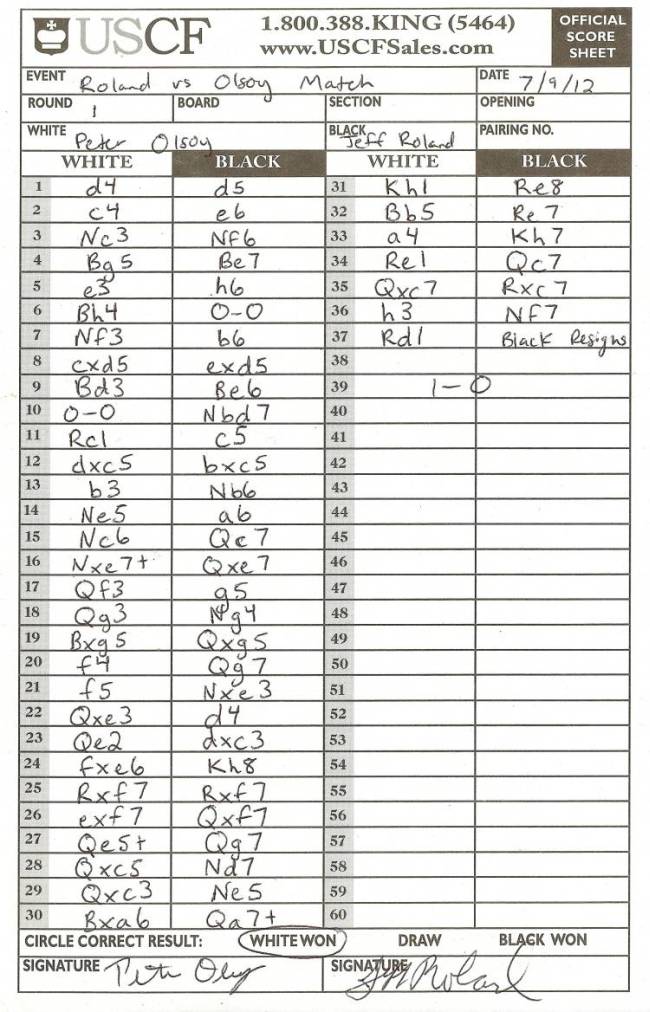 USCF
1.800.388.KING (5464)
www.USCFSales.com
OFFICIAL
SCORE
SHEET
EVENT Roland vs Olsoy Match DATE 7/9/12
ROUND 1 BOARD SECTION OPENING
WHITE Peter Olsoy BLACK Jeff Roland PAIRING NO.
WHITE BLACK WHITE BLACK
1 d4 d5 31 Kh1 Re8
2 c4 e6 32 Bb5 Re7
3 Nc3 Nf6 33 a4 Kh7
4 Bg5 Be7 34 Re1 Qc7
5 e3 h6 35 Qxc7 Rxc7
6 Bh4 0-0 36 h3 Nf7
7 Nf3 b6 37 Rd1 Black Resigns
8 cxd5 exd5 38
9 Bd3 Be6 39 1-0
10 0-0 Nbd7 40
11 Rc1 c5 41
12 dxc5 bxc5 42
13 b3 Nb6 43
14 Ne5 a6 44
15 Nc6 Qc7 45
16 Nxe7+ Qxe7 46
17 Qf3 g5 47
18 Qg3 Ng4 48
19 Bxg5 Qxg5 49
20 f4 Qg7 50
21 f5 Nxe3 51
22 Qxe3 d4 52
23 Qe2 dxc3 53
24 fxe6 Kh8 54
25 Rxf7 Rxf7 55
26 exf7 Qxf7 56
27 Qe5+ Qg7 57
28 Qxc5 Nd7 58
29 Qxc3 Ne5 59
30 Bxa6 Qa7+ 60
CIRCLE CORRECT RESULT: WHITE WON DRAW BLACK WON
SIGNATURE SIGNATURE